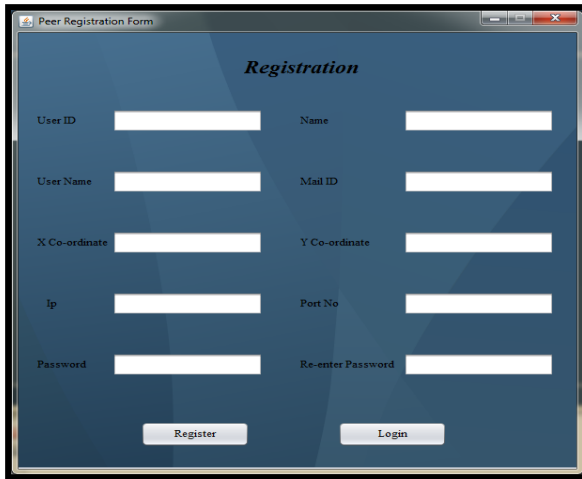 Peer Registration Form
Registration
User ID Name
User Name Mail ID
X Co-ordinate Y Co-ordinate
Ip Port No
Password Re-enter Password
Register Login